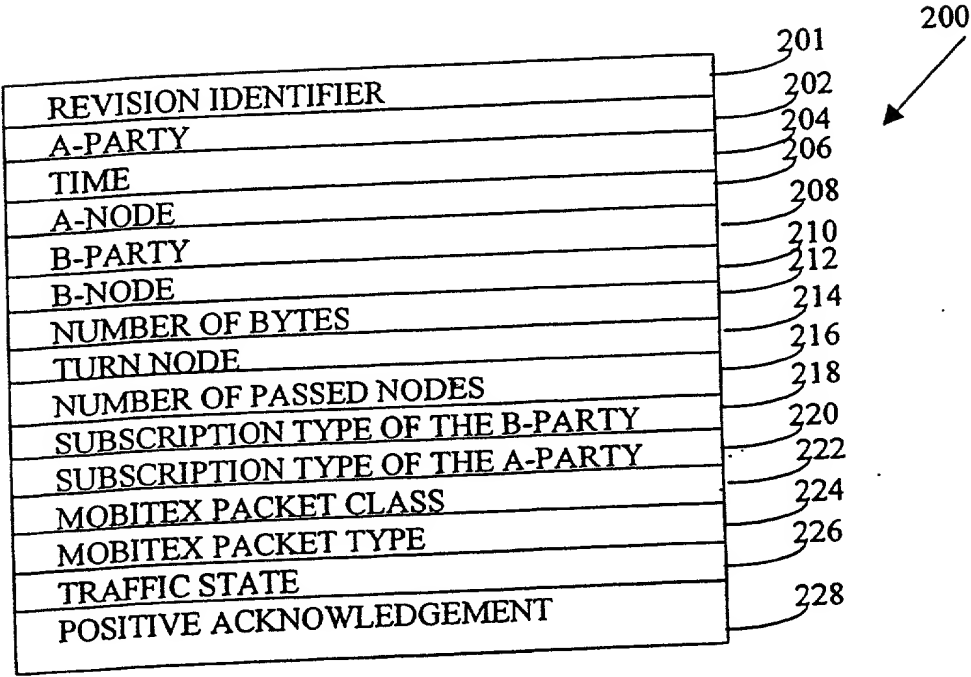 200
REVISION IDENTIFIER 201
A-PARTY 202
TIME 204
A-NODE 206
B-PARTY 208
B-NODE 210
NUMBER OF BYTES 212
TURN NODE 214
NUMBER OF PASSED NODES 216
SUBSCRIPTION TYPE OF THE B-PARTY 218
SUBSCRIPTION TYPE OF THE A-PARTY 220
MOBITEX PACKET CLASS 222
MOBITEX PACKET TYPE 224
TRAFFIC STATE 226
POSITIVE ACKNOWLEDGEMENT 228